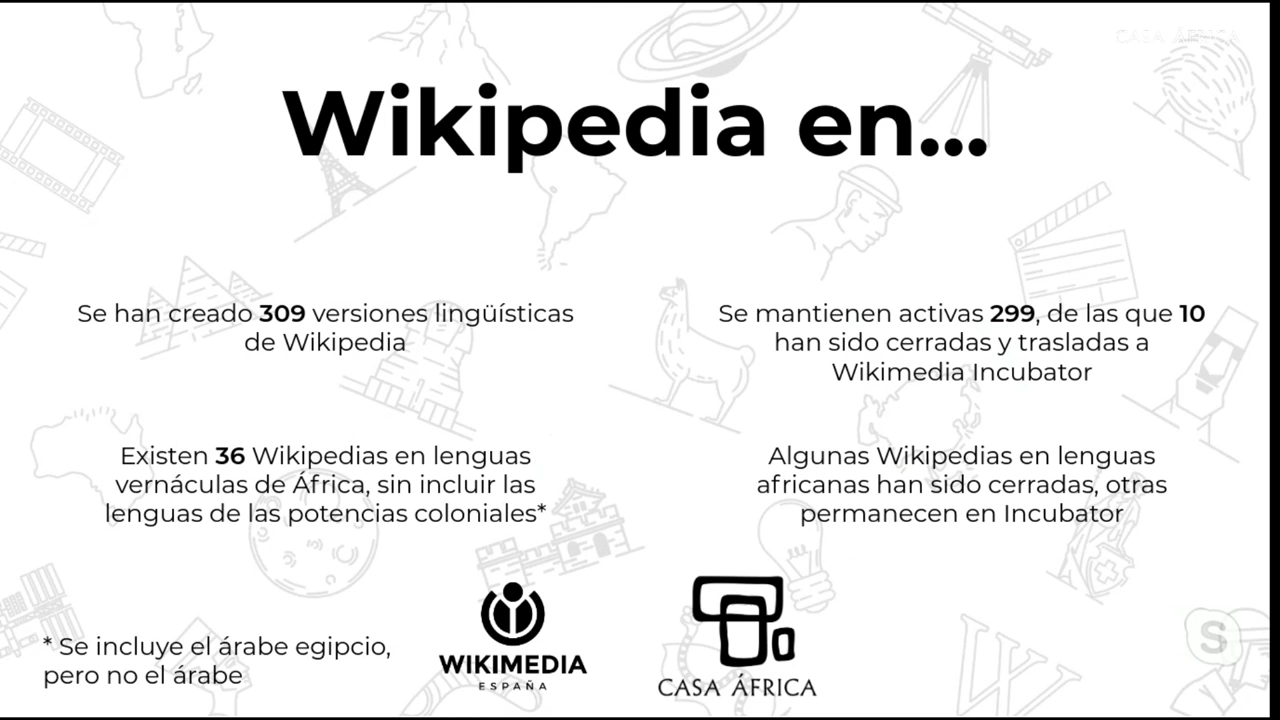 CASA ÁFRICA
Wikipedia en...
Se han creado 309 versiones lingüísticas
de Wikipedia
Se mantienen activas 299, de las que 10
han sido cerradas y trasladas a
Wikimedia Incubator
Existen 36 Wikipedias en lenguas
vernáculas de África, sin incluir las
lenguas de las potencias coloniales*
Algunas Wikipedias en lenguas
africanas han sido cerradas, otras
permanecen en Incubator
* Se incluye el árabe egipcio,
pero no el árabe
WIKIMEDIA
ESPAÑA
CASA ÁFRICA
S
W